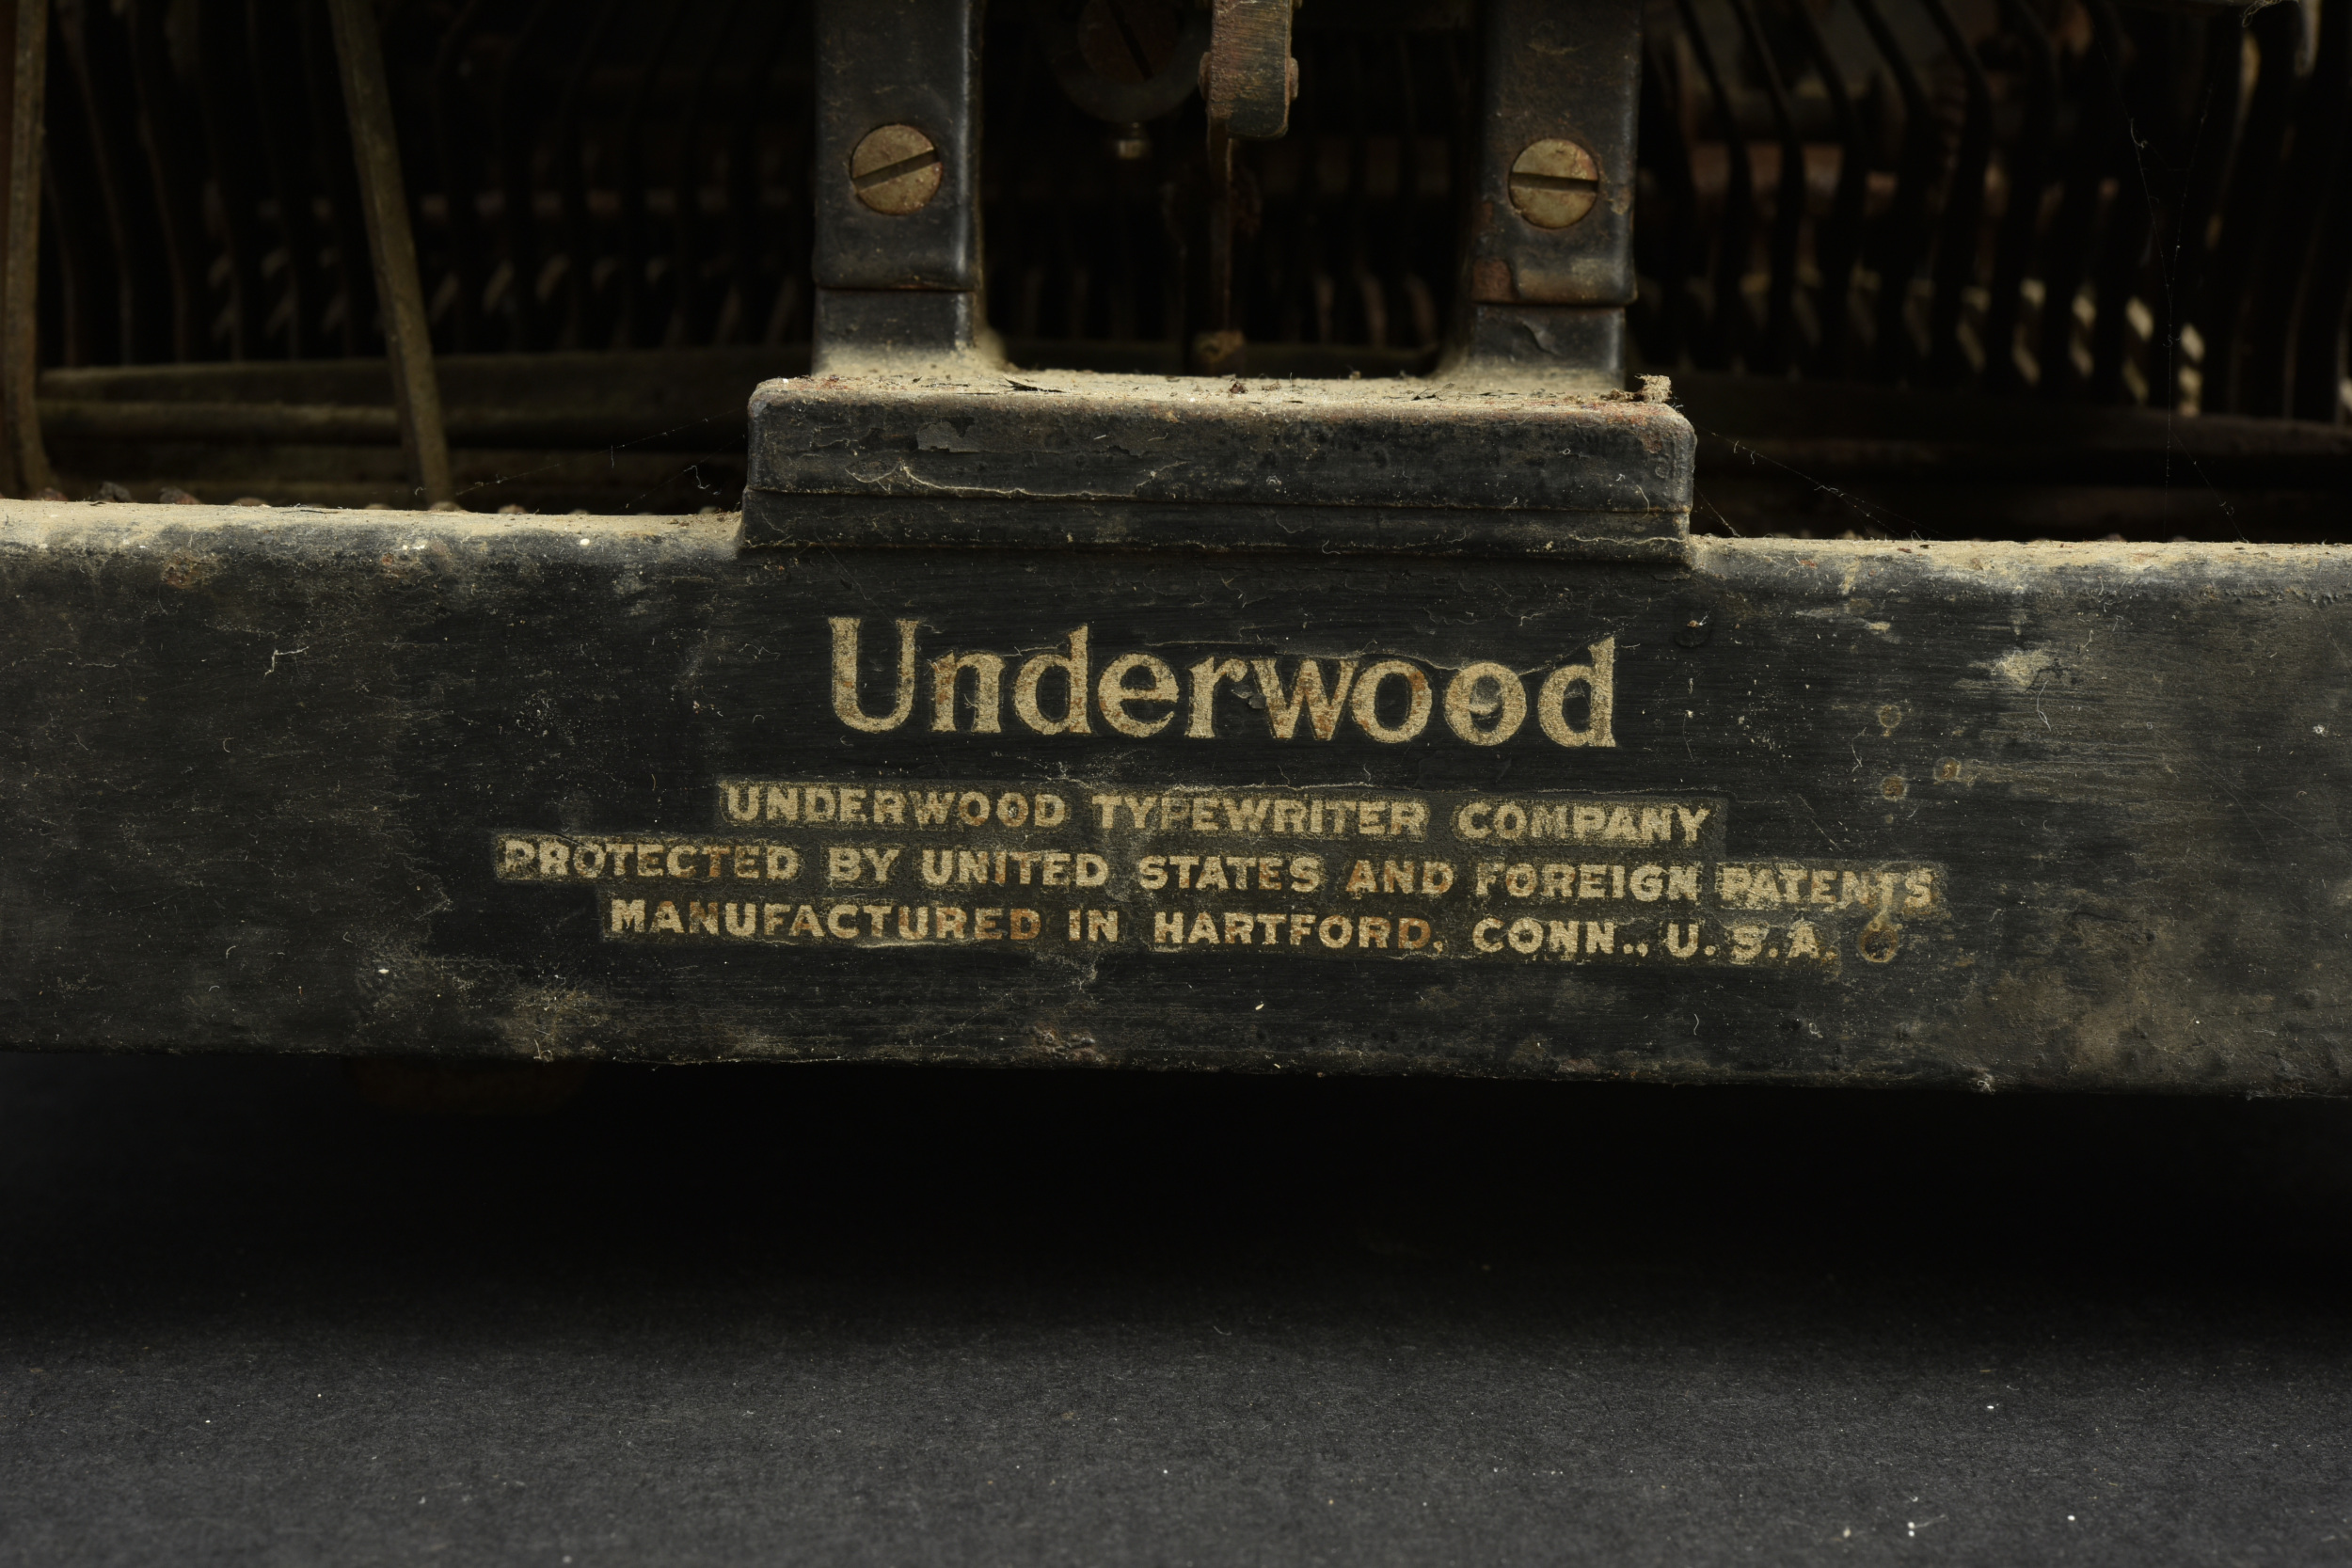 Underwood
UNDERWOOD TYPEWRITER COMPANY
PROTECTED BY UNITED STATES AND FOREIGN PATENTS
MANUFACTURED IN HARTFORD, CONN., U.S.A.